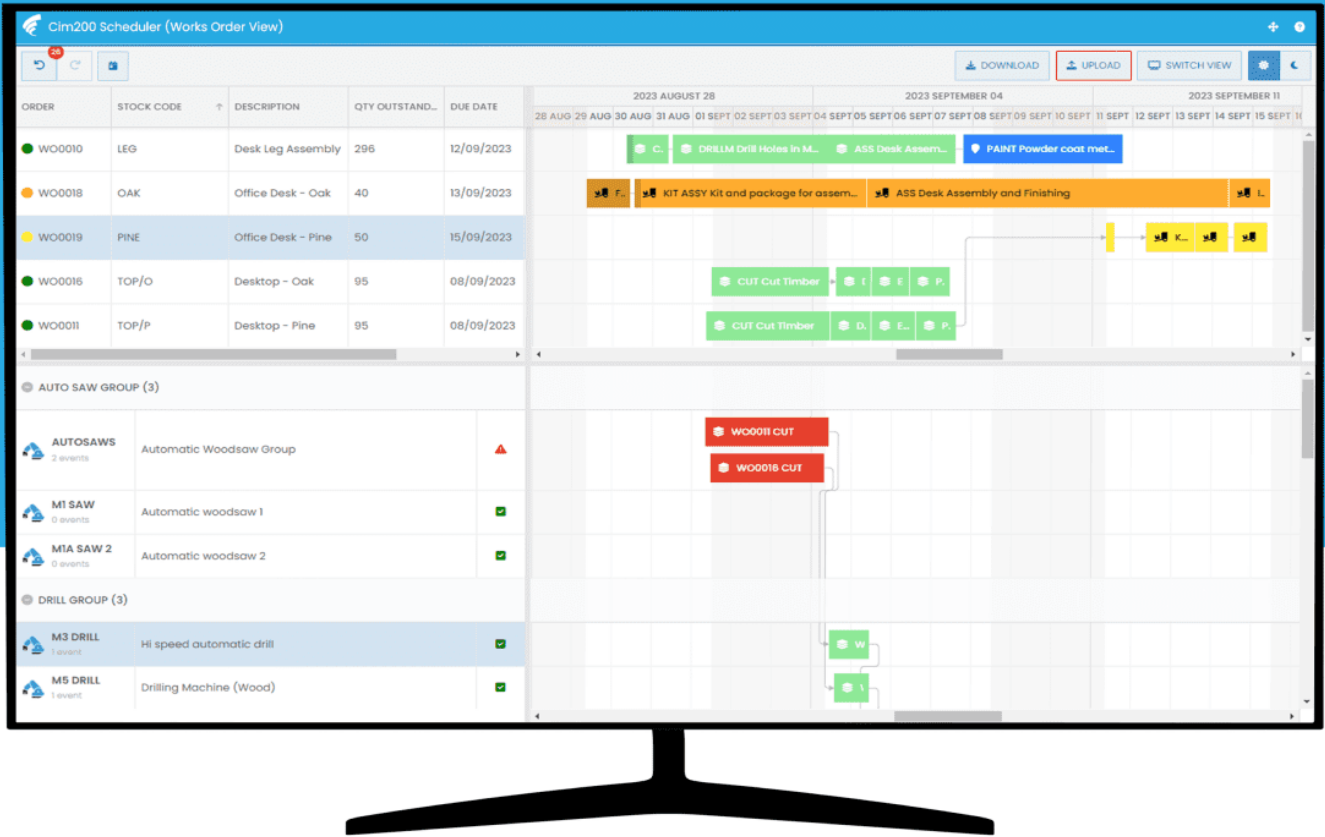 Cim200 Scheduler (Works Order View)
26
DOWNLOAD UPLOAD SWITCH VIEW
ORDER STOCK CODE DESCRIPTION QTY OUTSTAND... DUE DATE
2023 AUGUST 28 2023 SEPTEMBER 04 2023 SEPTEMBER 11
28 AUG 29 AUG 30 AUG 31 AUG 01 SEPT 02 SEPT 03 SEPT 04 SEPT 05 SEPT 06 SEPT 07 SEPT 08 SEPT 09 SEPT 10 SEPT 11 SEPT 12 SEPT 13 SEPT 14 SEPT 15 SEPT
WO0010 LEG Desk Leg Assembly 296 12/09/2023 C. DRILLM Drill Holes in M... ASS Desk Assem... PAINT Powder coat met...
WO0018 OAK Office Desk - Oak 40 13/09/2023 F.. KIT ASSY Kit and package for assem... ASS Desk Assembly and Finishing I..
WO0019 PINE Office Desk - Pine 50 15/09/2023 K...
WO0016 TOP/O Desktop - Oak 95 08/09/2023 CUT Cut Timber E P.
WO0011 TOP/P Desktop - Pine 95 08/09/2023 CUT Cut Timber D. E... P.
AUTO SAW GROUP (3)
AUTOSAWS
2 events
Automatic Woodsaw Group
WO0011 CUT
WO0016 CUT
M1 SAW
0 events
Automatic woodsaw 1
M1A SAW 2
0 events
Automatic woodsaw 2
DRILL GROUP (3)
M3 DRILL
1 event
Hi speed automatic drill
W
M5 DRILL
1 event
Drilling Machine (Wood)